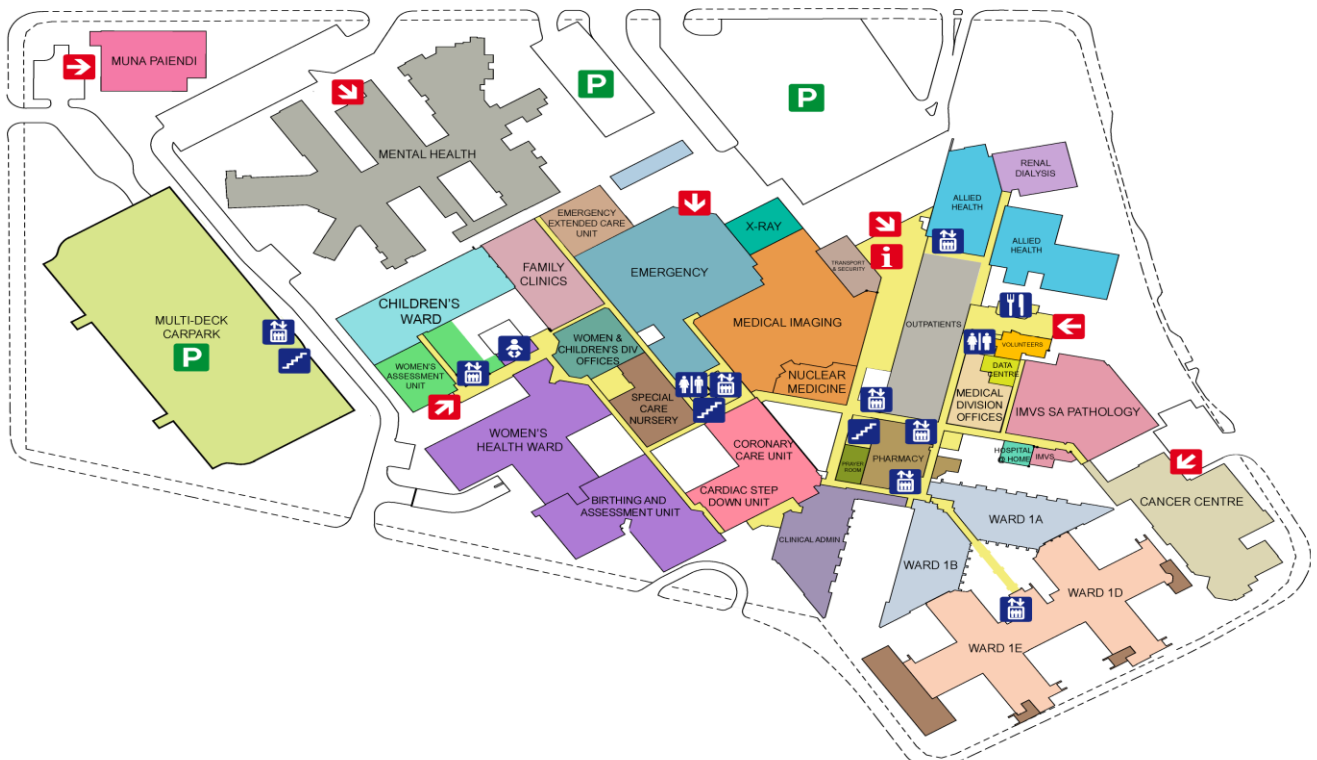 MUNA PAIENDI
P
P
MENTAL HEALTH
RENAL
DIALYSIS
ALLIED
HEALTH
EMERGENCY
EXTENDED CARE
UNIT
X-RAY
ALLIED
HEALTH
FAMILY
CLINICS
EMERGENCY
TRANSPORT
& SECURITY
i
CHILDREN'S
WARD
MULTI-DECK
CARPARK
P
MEDICAL IMAGING
OUTPATIENTS
WOMEN &
CHILDREN'S DIV
OFFICES
VOLUNTEERS
WOMEN'S
ASSESSMENT
UNIT
NUCLEAR
MEDICINE
DATA
CENTRE
MEDICAL
DIVISION
OFFICES
SPECIAL
CARE
NURSERY
IMVS SA PATHOLOGY
WOMEN'S
HEALTH WARD
CORONARY
CARE UNIT
PRAYER
ROOM
PHARMACY
HOSPITAL
@ HOME
IMVS
CARDIAC STEP
DOWN UNIT
BIRTHING AND
ASSESSMENT UNIT
CANCER CENTRE
CLINICAL ADMIN
WARD 1A
WARD 1B
WARD 1D
WARD 1E